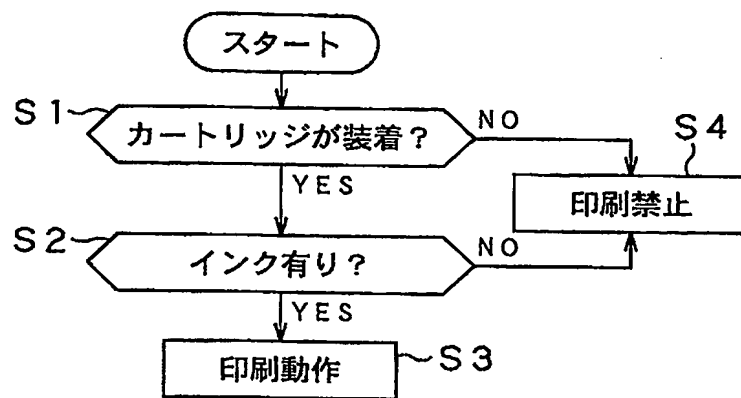 スタート
S1
カートリッジが装着？
NO
S4
印刷禁止
YES
S2
インク有り？
NO
YES
印刷動作
S3